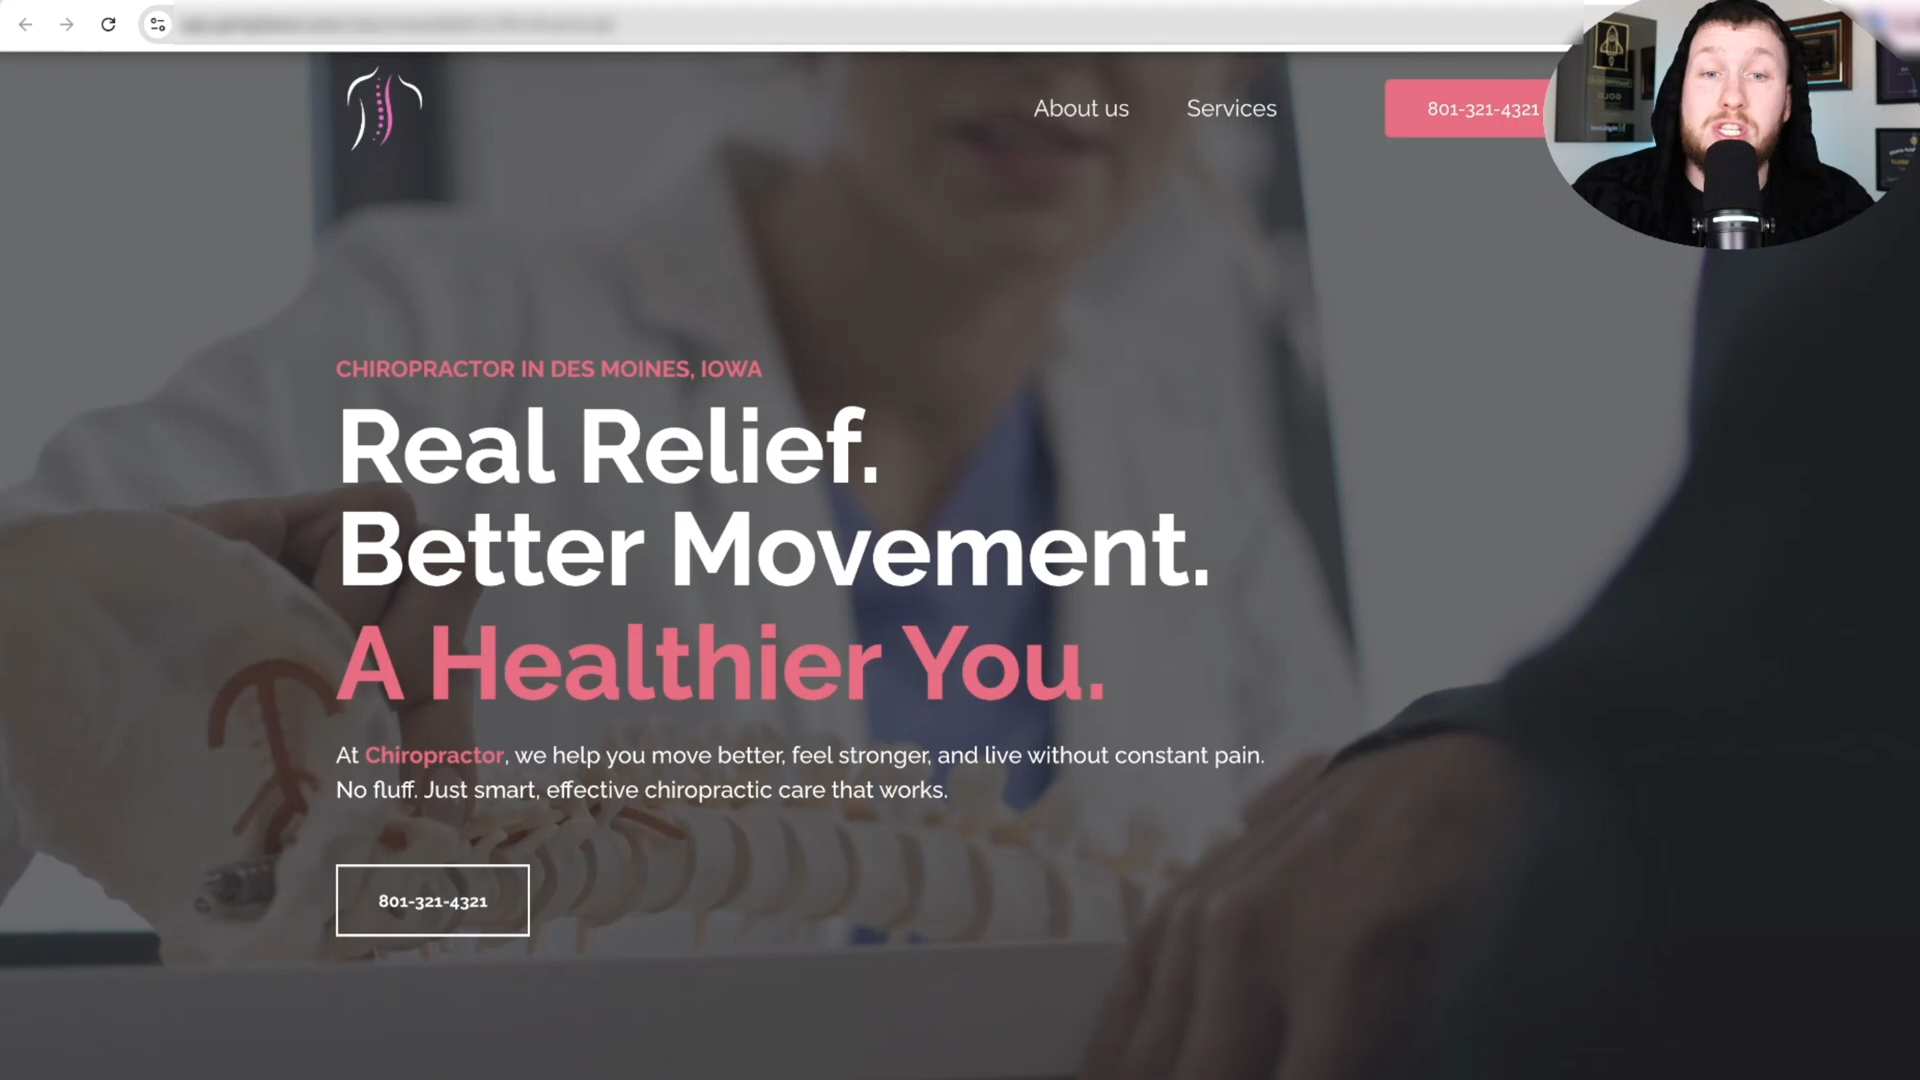 About us
Services
801-321-4321
CHIROPRACTOR IN DES MOINES, IOWA
Real Relief.
Better Movement.
A Healthier You.
At Chiropractor, we help you move better, feel stronger, and live without constant pain.
No fluff. Just smart, effective chiropractic care that works.
801-321-4321